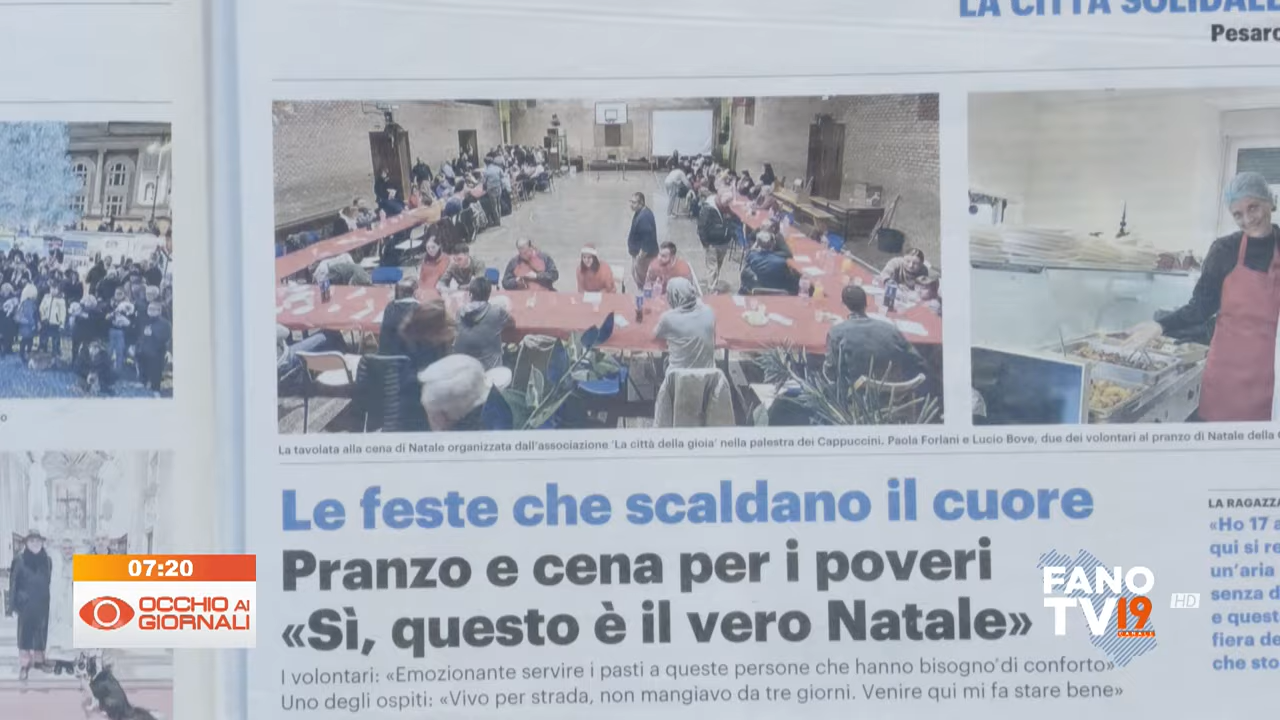 LA CITTÀ SOLIDALE
Pesaro
La tavolata alla cena di Natale organizzata dall'associazione 'La città della gioia' nella palestra dei Cappuccini. Paola Forlani e Lucio Bove, due dei volontari al pranzo di Natale della
Le feste che scaldano il cuore
Pranzo e cena per i poveri
«Sì, questo è il vero Natale»
I volontari: «Emozionante servire i pasti a queste persone che hanno bisogno di conforto»
Uno degli ospiti: «Vivo per strada, non mangiavo da tre giorni. Venire qui mi fa stare bene»
LA RAGAZZA
«Ho 17
qui si re
un'aria
senza d
e quest
fiera de
che sto
07:20
OCCHIO AI
GIORNALI
FANO
TV 19
CANALE
HD